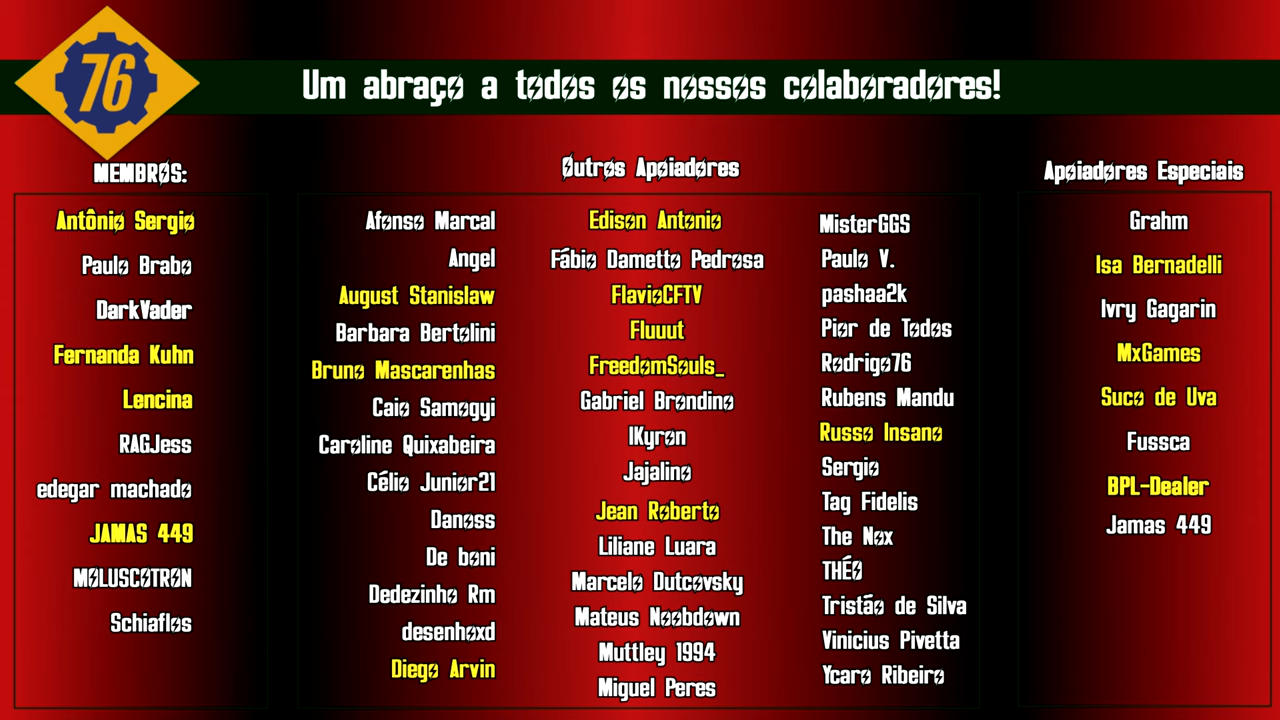 76
Um abraço a todos os nossos colaboradores!
MEMBROS:
Antônio Sergio
Paulo Brabo
DarkVader
Fernanda Kuhn
Lencina
RAGJess
edegar machado
JAMAS 449
MOLUSCOTRON
Schiaflos
Outros Apoiadores
Afonso Marcal
Angel
August Stanislaw
Barbara Bertolini
Bruno Mascarenhas
Caio Samogyi
Caroline Quixabeira
Célio Junior21
Danoss
De boni
Dedezinho Rm
desenhoxd
Diego Arvin
Edison Antonio
Fábio Dametto Pedrosa
FlavioCFTV
Fluuut
FreedomSouls_
Gabriel Brondino
IKyron
Jajalino
Jean Roberto
Liliane Luara
Marcelo Dutcovsky
Mateus Noobdown
Muttley 1994
Miguel Peres
MisterGGS
Paulo V.
pashaa2k
Pior de Todos
Rodrigo76
Rubens Mandu
Russo Insano
Sergio
Tag Fidelis
The Nox
THÉO
Tristão de Silva
Vinicius Pivetta
Ycaro Ribeiro
Apoiadores Especiais
Grahm
Isa Bernadelli
Ivry Gagarin
MxGames
Suco de Uva
Fussca
BPL-Dealer
Jamas 449